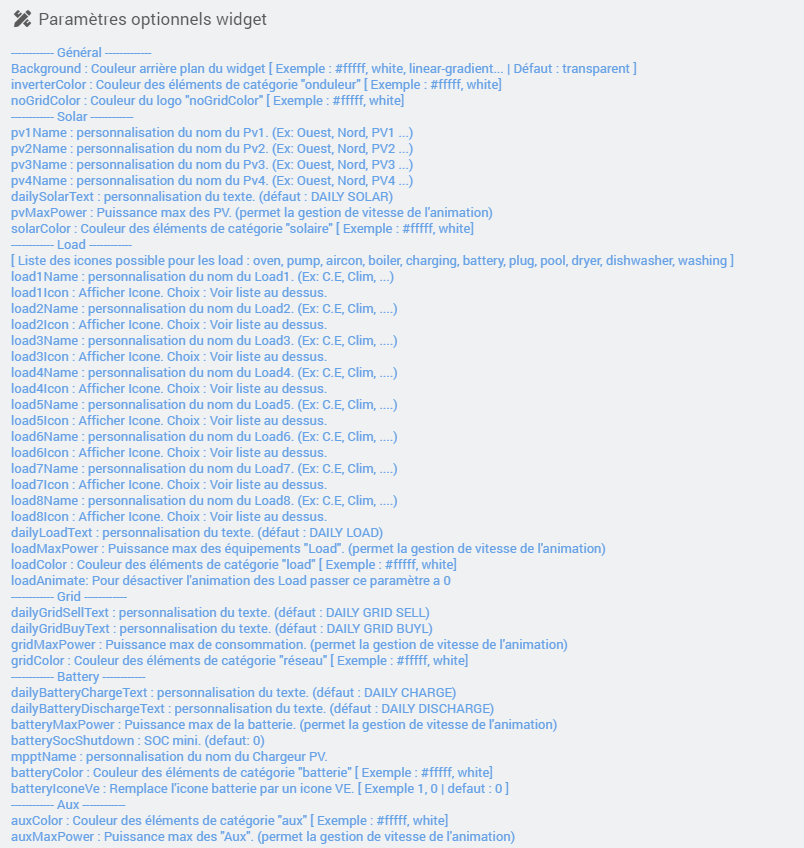 Paramètres optionnels widget
------------ Général -------------
Background : Couleur arrière plan du widget [ Exemple : #fffff, white, linear-gradient... | Défaut : transparent ]
inverterColor : Couleur des éléments de catégorie "onduleur" [ Exemple : #fffff, white]
noGridColor : Couleur du logo "noGridColor" [ Exemple : #fffff, white]
------------ Solar ------------
pv1Name : personnalisation du nom du Pv1. (Ex: Ouest, Nord, PV1 ...)
pv2Name : personnalisation du nom du Pv2. (Ex: Ouest, Nord, PV2 ...)
pv3Name : personnalisation du nom du Pv3. (Ex: Ouest, Nord, PV3 ...)
pv4Name : personnalisation du nom du Pv4. (Ex: Ouest, Nord, PV4 ...)
dailySolarText : personnalisation du texte. (défaut : DAILY SOLAR)
pvMaxPower : Puissance max des PV. (permet la gestion de vitesse de l'animation)
solarColor : Couleur des éléments de catégorie "solaire" [ Exemple : #fffff, white]
------------ Load ------------
[ Liste des icones possible pour les load : oven, pump, aircon, boiler, charging, battery, plug, pool, dryer, dishwasher, washing ]
load1Name : personnalisation du nom du Load1. (Ex: C.E, Clim, ...)
load1Icon : Afficher Icone. Choix : Voir liste au dessus.
load2Name : personnalisation du nom du Load2. (Ex: C.E, Clim, ....)
load2Icon : Afficher Icone. Choix : Voir liste au dessus.
load3Name : personnalisation du nom du Load3. (Ex: C.E, Clim, ....)
load3Icon : Afficher Icone. Choix : Voir liste au dessus.
load4Name : personnalisation du nom du Load4. (Ex: C.E, Clim, ....)
load4Icon : Afficher Icone. Choix : Voir liste au dessus.
load5Name : personnalisation du nom du Load5. (Ex: C.E, Clim, ....)
load5Icon : Afficher Icone. Choix : Voir liste au dessus.
load6Name : personnalisation du nom du Load6. (Ex: C.E, Clim, ....)
load6Icon : Afficher Icone. Choix : Voir liste au dessus.
load7Name : personnalisation du nom du Load7. (Ex: C.E, Clim, ....)
load7Icon : Afficher Icone. Choix : Voir liste au dessus.
load8Name : personnalisation du nom du Load8. (Ex: C.E, Clim, ....)
load8Icon : Afficher Icone. Choix : Voir liste au dessus.
dailyLoadText : personnalisation du texte. (défaut : DAILY LOAD)
loadMaxPower : Puissance max des équipements "Load". (permet la gestion de vitesse de l'animation)
loadColor : Couleur des éléments de catégorie "load" [ Exemple : #fffff, white]
loadAnimate: Pour désactiver l'animation des Load passer ce paramètre a 0
------------ Grid ------------
dailyGridSellText : personnalisation du texte. (défaut : DAILY GRID SELL)
dailyGridBuyText : personnalisation du texte. (défaut : DAILY GRID BUYL)
gridMaxPower : Puissance max de consommation. (permet la gestion de vitesse de l'animation)
gridColor : Couleur des éléments de catégorie "réseau" [ Exemple : #fffff, white]
------------ Battery ------------
dailyBatteryChargeText : personnalisation du texte. (défaut : DAILY CHARGE)
dailyBatteryDischargeText : personnalisation du texte. (défaut : DAILY DISCHARGE)
batteryMaxPower : Puissance max de la batterie. (permet la gestion de vitesse de l'animation)
batterySocShutdown : SOC mini. (defaut: 0)
mpptName : personnalisation du nom du Chargeur PV.
batteryColor : Couleur des éléments de catégorie "batterie" [ Exemple : #fffff, white]
batteryIconeVe : Remplace l'icone batterie par un icone VE. [ Exemple 1, 0 | defaut : 0 ]
------------ Aux ------------
auxColor : Couleur des éléments de catégorie "aux" [ Exemple : #fffff, white]
auxMaxPower : Puissance max des "Aux". (permet la gestion de vitesse de l'animation)